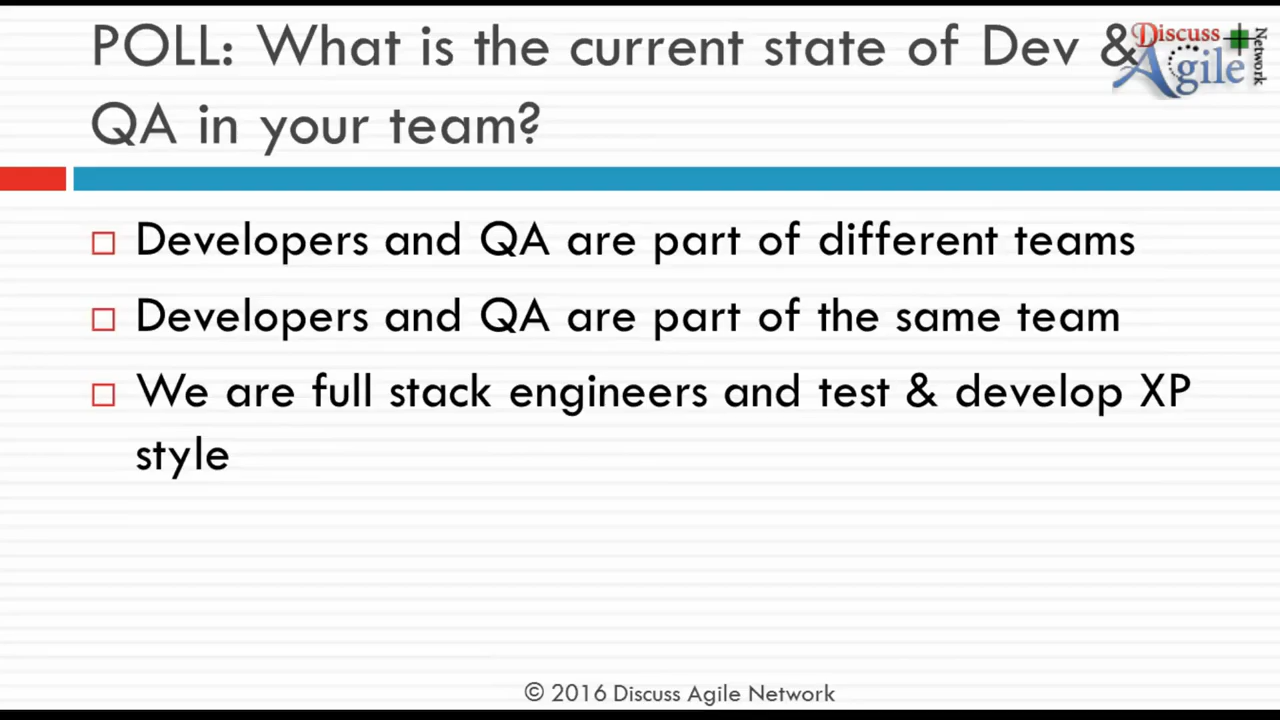 POLL: What is the current state of Dev &
QA in your team?
Discuss
Agile
Network
Developers and QA are part of different teams
Developers and QA are part of the same team
We are full stack engineers and test & develop XP
style
© 2016 Discuss Agile Network